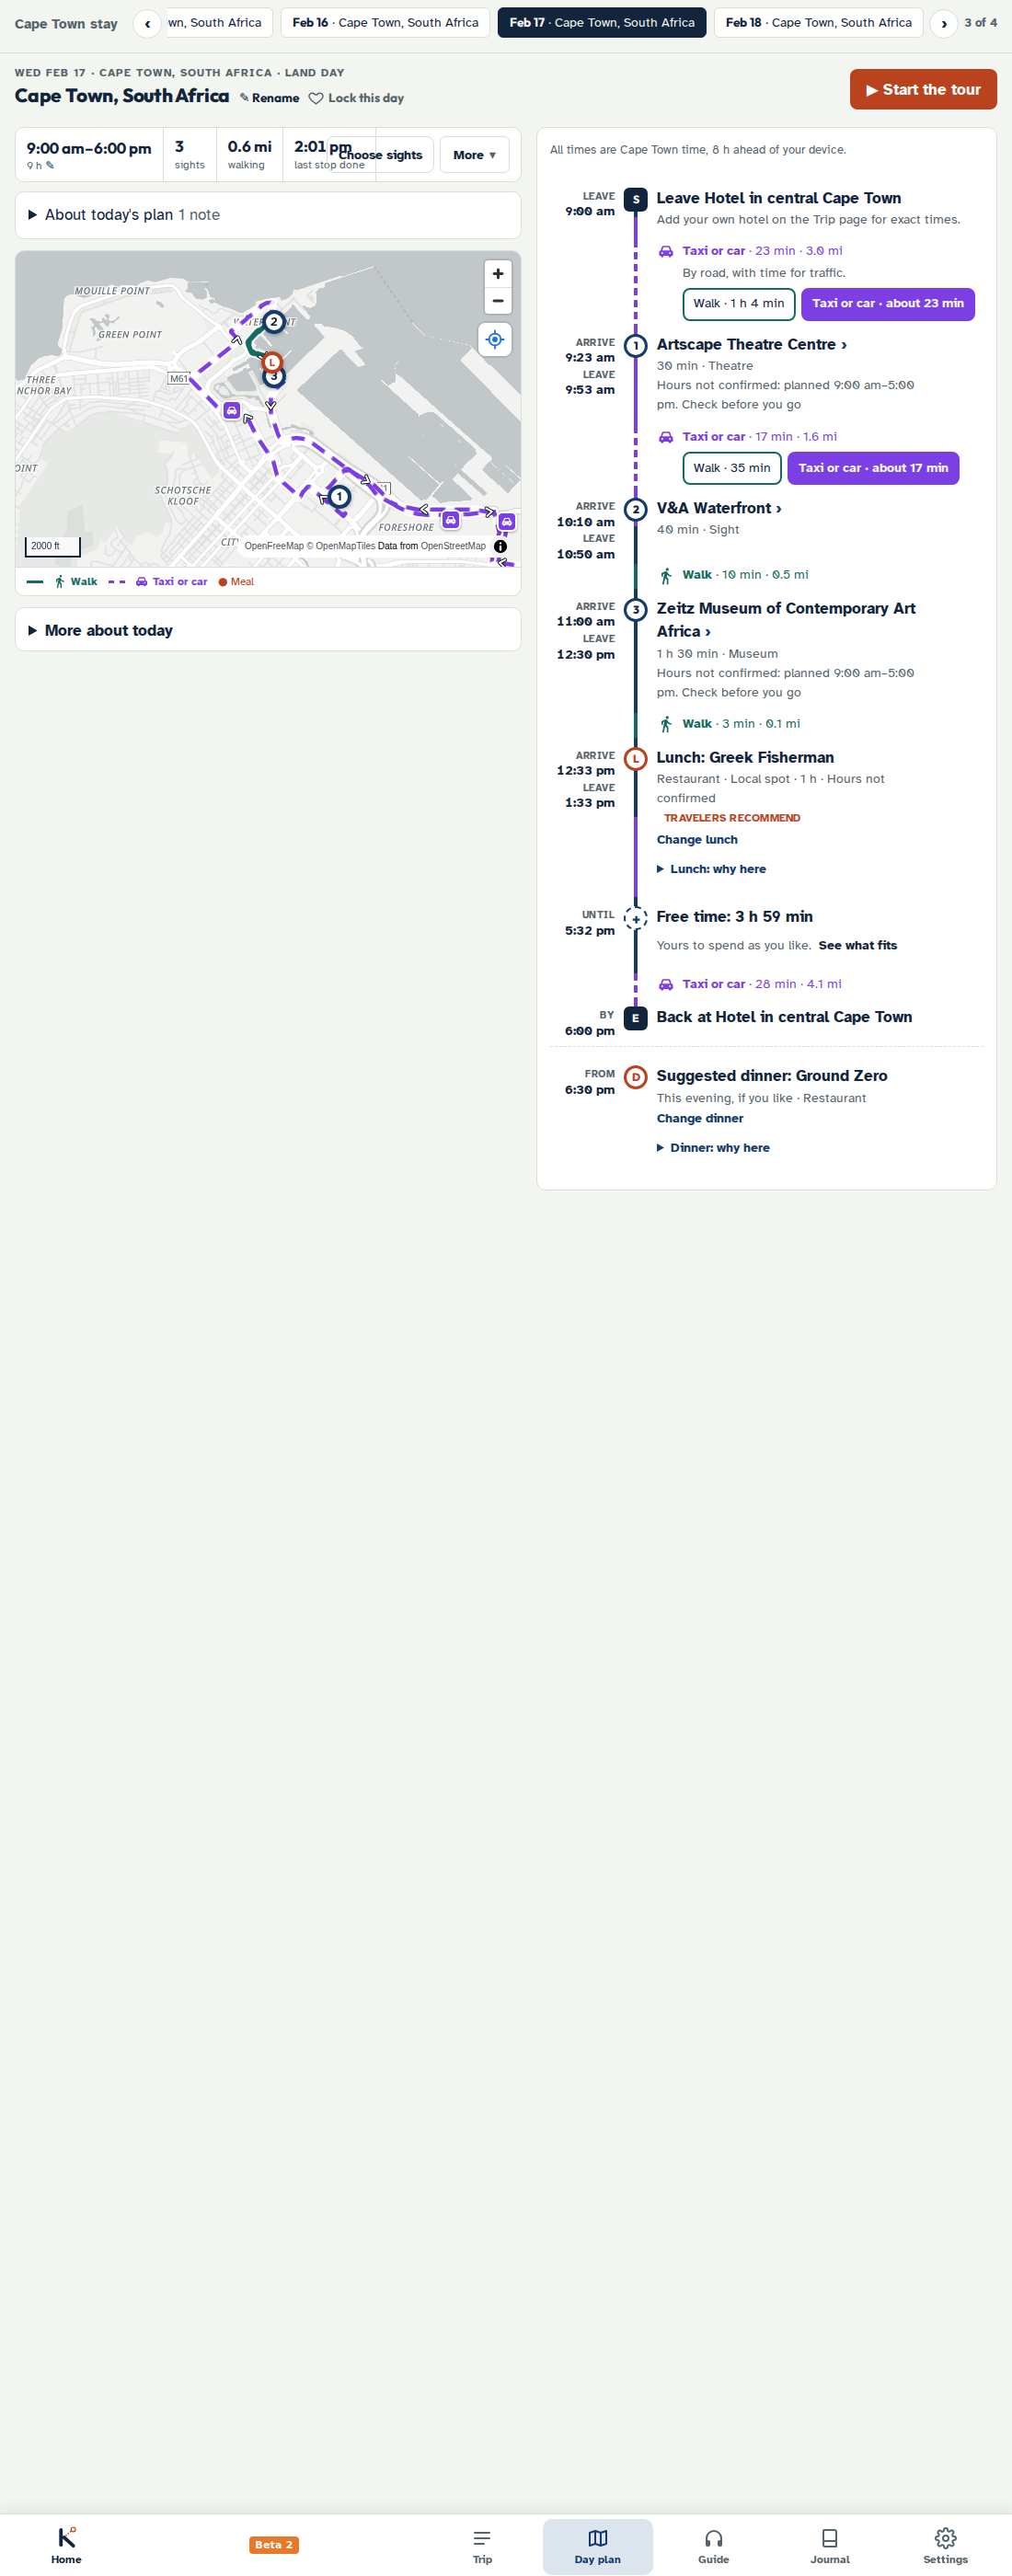 Cape Town stay
‹
wn, South Africa
Feb 16 · Cape Town, South Africa
Feb 17 · Cape Town, South Africa
Feb 18 · Cape Town, South Africa
›
3 of 4
WED FEB 17 · CAPE TOWN, SOUTH AFRICA · LAND DAY
Cape Town, South Africa ✎ Rename Lock this day
▶ Start the tour
9:00 am–6:00 pm
9 h ✎
3
sights
0.6 mi
walking
2:01 pm
last stop done
Choose sights
More ▾
▶ About today's plan 1 note
MOUILLE POINT
GREEN POINT
THREE
NCHOR BAY
M61
OINT
SCHOTSCHE
KLOOF
FORESHORE
2
L
3
1
+
−
2000 ft
OpenFreeMap © OpenMapTiles Data from OpenStreetMap
Walk Taxi or car Meal
▶ More about today
All times are Cape Town time, 8 h ahead of your device.
LEAVE
9:00 am
S
Leave Hotel in central Cape Town
Add your own hotel on the Trip page for exact times.
Taxi or car · 23 min · 3.0 mi
By road, with time for traffic.
Walk · 1 h 4 min
Taxi or car · about 23 min
ARRIVE
9:23 am
LEAVE
9:53 am
1
Artscape Theatre Centre ›
30 min · Theatre
Hours not confirmed: planned 9:00 am–5:00
pm. Check before you go
Taxi or car · 17 min · 1.6 mi
Walk · 35 min
Taxi or car · about 17 min
ARRIVE
10:10 am
LEAVE
10:50 am
2
V&A Waterfront ›
40 min · Sight
Walk · 10 min · 0.5 mi
ARRIVE
11:00 am
LEAVE
12:30 pm
3
Zeitz Museum of Contemporary Art
Africa ›
1 h 30 min · Museum
Hours not confirmed: planned 9:00 am–5:00
pm. Check before you go
Walk · 3 min · 0.1 mi
ARRIVE
12:33 pm
LEAVE
1:33 pm
L
Lunch: Greek Fisherman
Restaurant · Local spot · 1 h · Hours not
confirmed
TRAVELERS RECOMMEND
Change lunch
▶ Lunch: why here
UNTIL
5:32 pm
+
Free time: 3 h 59 min
Yours to spend as you like. See what fits
Taxi or car · 28 min · 4.1 mi
BY
6:00 pm
E
Back at Hotel in central Cape Town
FROM
6:30 pm
D
Suggested dinner: Ground Zero
This evening, if you like · Restaurant
Change dinner
▶ Dinner: why here
Home
Beta 2
Trip
Day plan
Guide
Journal
Settings